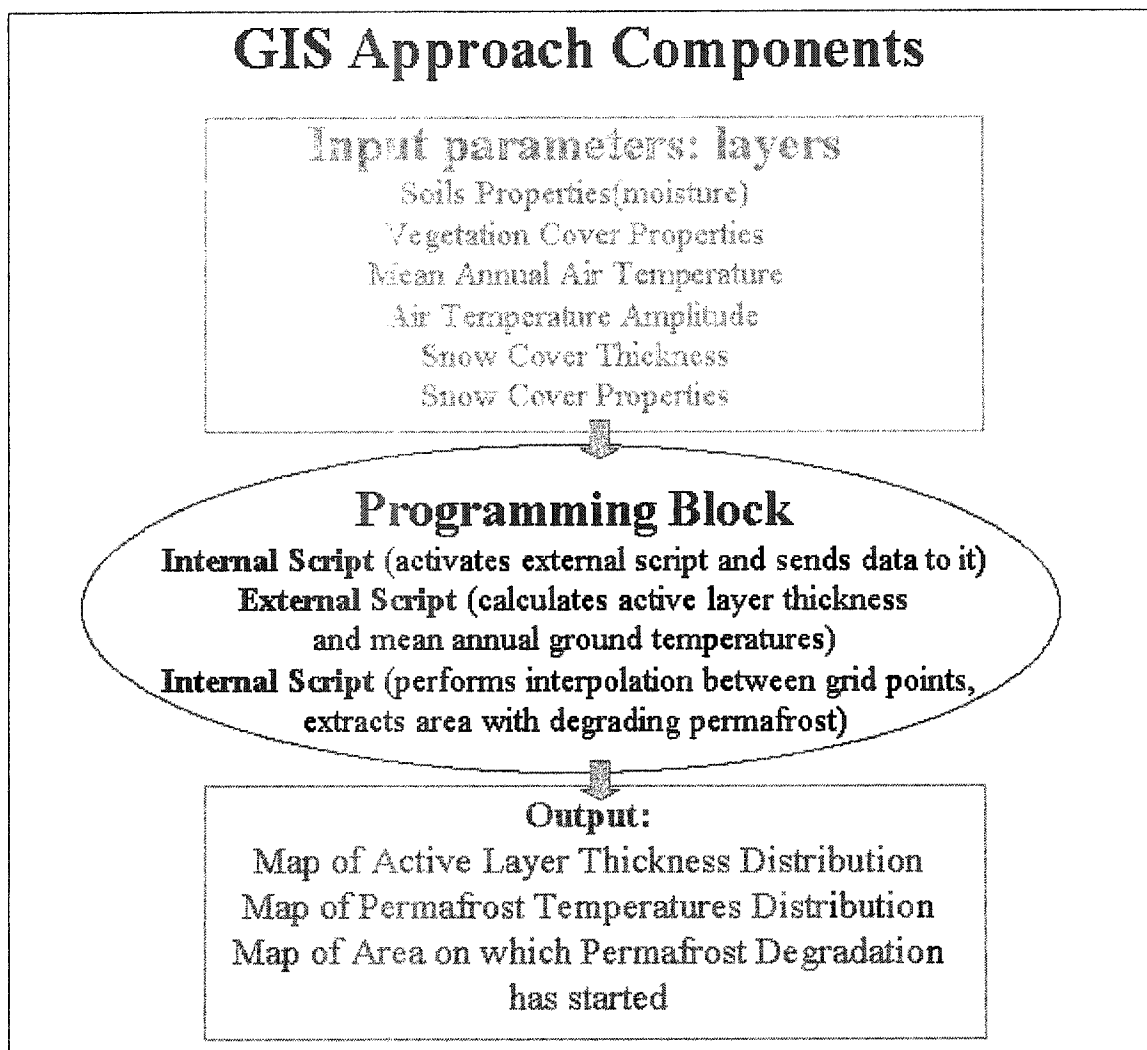 GIS Approach Components
Input parameters: layers
Soils Properties(moisture)
Vegetation Cover Properties
Mean Annual Air Temperature
Air Temperature Amplitude
Snow Cover Thickness
Snow Cover Properties
Programming Block
Internal Script (activates external script and sends data to it)
External Script (calculates active layer thickness
and mean annual ground temperatures)
Internal Script (performs interpolation between grid points,
extracts area with degrading permafrost)
Output:
Map of Active Layer Thickness Distribution
Map of Permafrost Temperatures Distribution
Map of Area on which Permafrost Degradation
has started